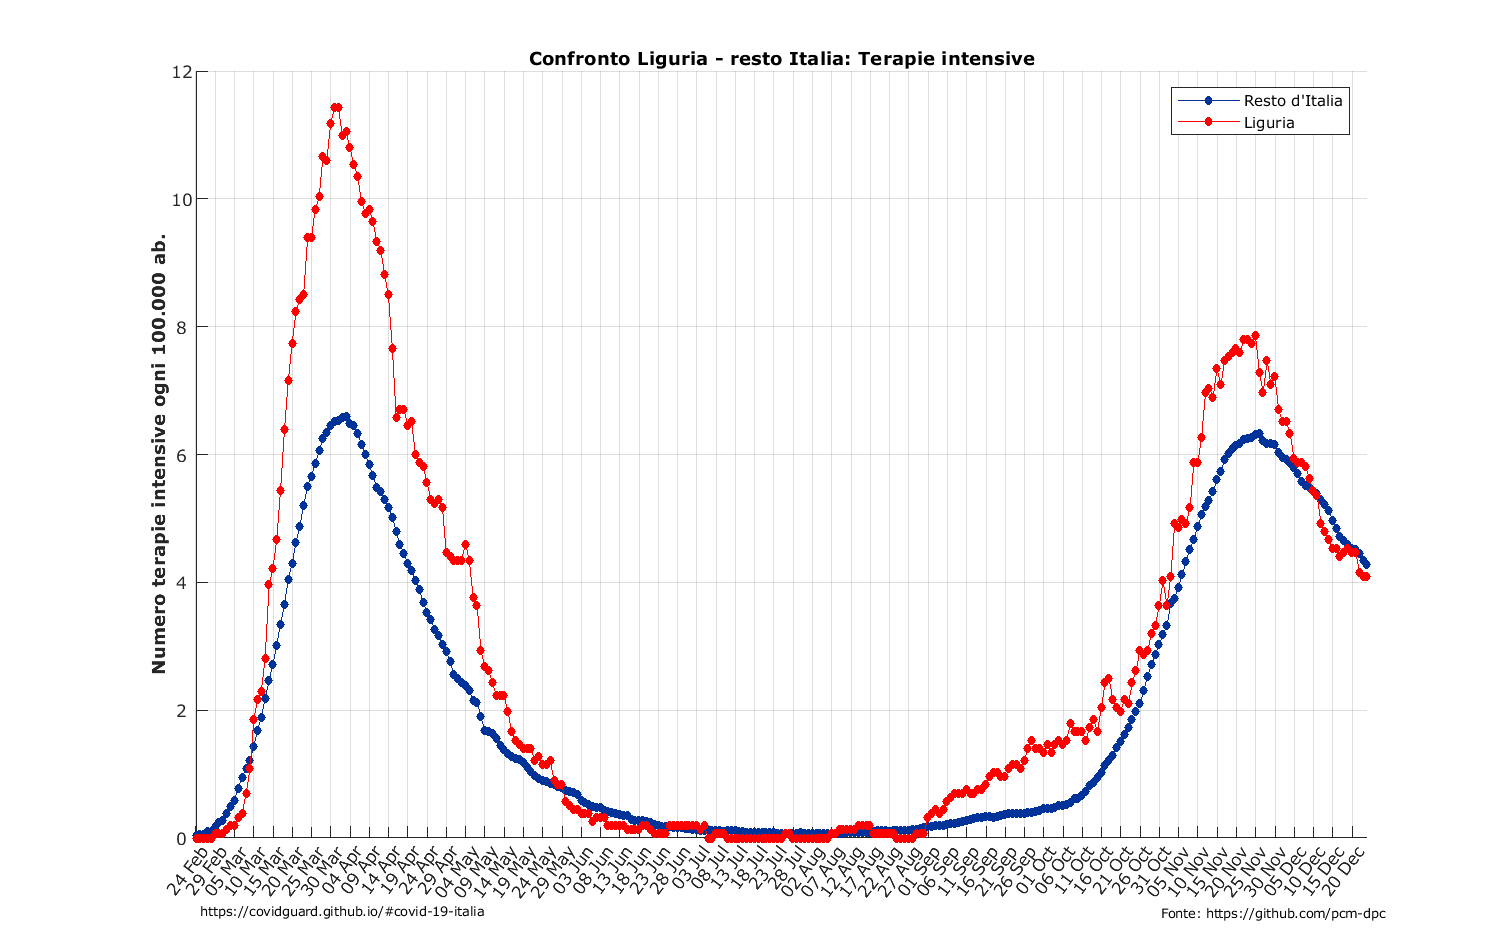 Confronto Liguria - resto Italia: Terapie intensive
Resto d'Italia
Liguria
Numero terapie intensive ogni 100.000 ab.
12
10
8
6
4
2
0
24 Feb
29 Feb
05 Mar
10 Mar
15 Mar
20 Mar
25 Mar
30 Mar
04 Apr
09 Apr
14 Apr
19 Apr
24 Apr
29 Apr
04 May
09 May
14 May
19 May
24 May
29 May
03 Jun
08 Jun
13 Jun
18 Jun
23 Jun
28 Jun
03 Jul
08 Jul
13 Jul
18 Jul
23 Jul
28 Jul
02 Aug
07 Aug
12 Aug
17 Aug
22 Aug
27 Aug
01 Sep
06 Sep
11 Sep
16 Sep
21 Sep
26 Sep
01 Oct
06 Oct
11 Oct
16 Oct
21 Oct
26 Oct
31 Oct
05 Nov
10 Nov
15 Nov
20 Nov
25 Nov
30 Nov
05 Dec
10 Dec
15 Dec
20 Dec
https://covidguard.github.io/#covid-19-italia
Fonte: https://github.com/pcm-dpc